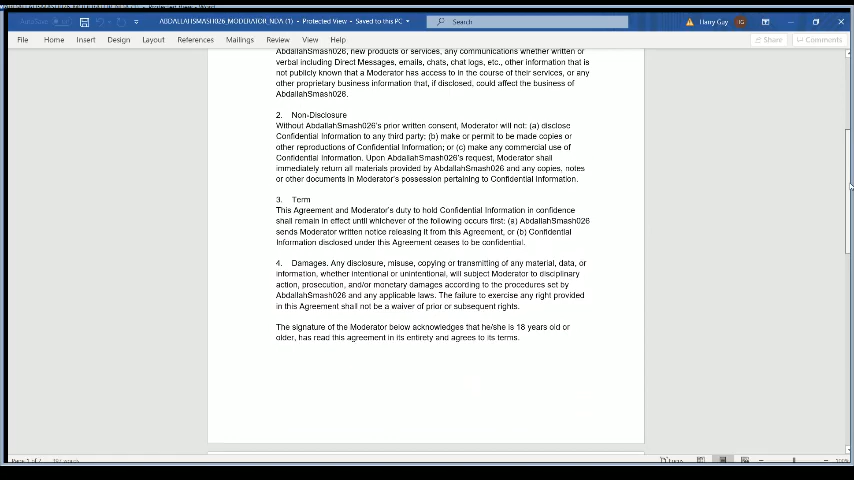 ABDALLAHSMASH026_MODERATOR_NDA (1) - Protected View • Saved to this PC
Search
Harry Guy
HG
File Home Insert Design Layout References Mailings Review View Help
Share Comments
AbdallahSmash026, new products or services, any communications whether written or
verbal including Direct Messages, emails, chats, chat logs, etc., other information that is
not publicly known that a Moderator has access to in the course of their services, or any
other proprietary business information that, if disclosed, could affect the business of
AbdallahSmash026.
2. Non-Disclosure
Without AbdallahSmash026's prior written consent, Moderator will not: (a) disclose
Confidential Information to any third party; (b) make or permit to be made copies or
other reproductions of Confidential Information; or (c) make any commercial use of
Confidential Information. Upon AbdallahSmash026's request, Moderator shall
immediately return all materials provided by AbdallahSmash026 and any copies, notes
or other documents in Moderator's possession pertaining to Confidential Information.
3. Term
This Agreement and Moderator's duty to hold Confidential Information in confidence
shall remain in effect until whichever of the following occurs first: (a) AbdallahSmash026
sends Moderator written notice releasing it from this Agreement, or (b) Confidential
Information disclosed under this Agreement ceases to be confidential.
4. Damages. Any disclosure, misuse, copying or transmitting of any material, data, or
information, whether intentional or unintentional, will subject Moderator to disciplinary
action, prosecution, and/or monetary damages according to the procedures set by
AbdallahSmash026 and any applicable laws. The failure to exercise any right provided
in this Agreement shall not be a waiver of prior or subsequent rights.
The signature of the Moderator below acknowledges that he/she is 18 years old or
older, has read this agreement in its entirety and agrees to its terms.